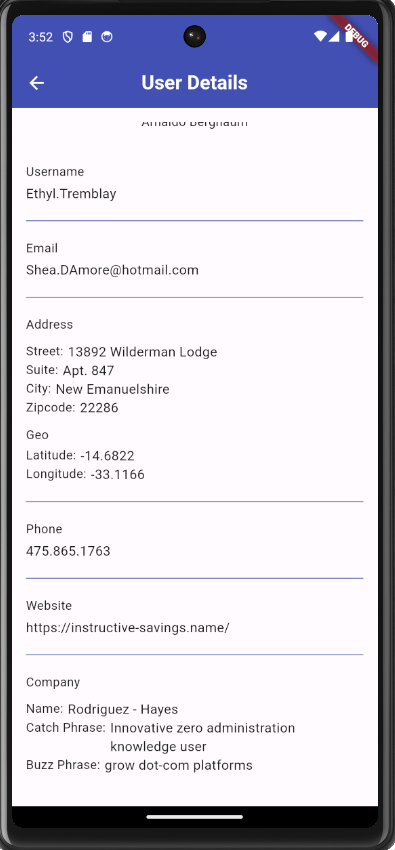 3:52
DEBUG
User Details
Arnaldo Bergnaum
Username
Ethyl.Tremblay
Email
Shea.DAmore@hotmail.com
Address
Street: 13892 Wilderman Lodge
Suite: Apt. 847
City: New Emanuelshire
Zipcode: 22286
Geo
Latitude: -14.6822
Longitude: -33.1166
Phone
475.865.1763
Website
https://instructive-savings.name/
Company
Name: Rodriguez - Hayes
Catch Phrase: Innovative zero administration
knowledge user
Buzz Phrase: grow dot-com platforms